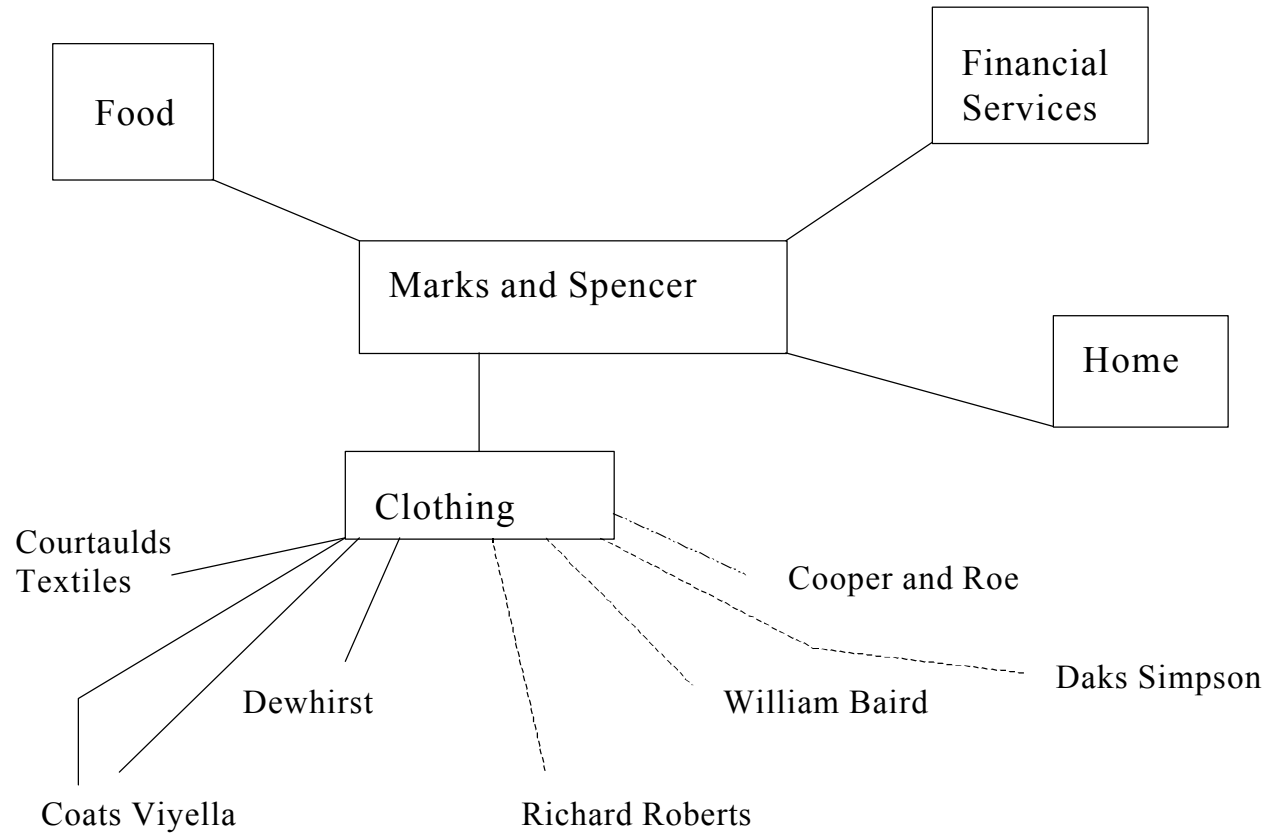 Food
Financial
Services
Marks and Spencer
Home
Clothing
Courtaulds
Textiles
Cooper and Roe
Daks Simpson
Dewhirst
William Baird
Coats Viyella
Richard Roberts